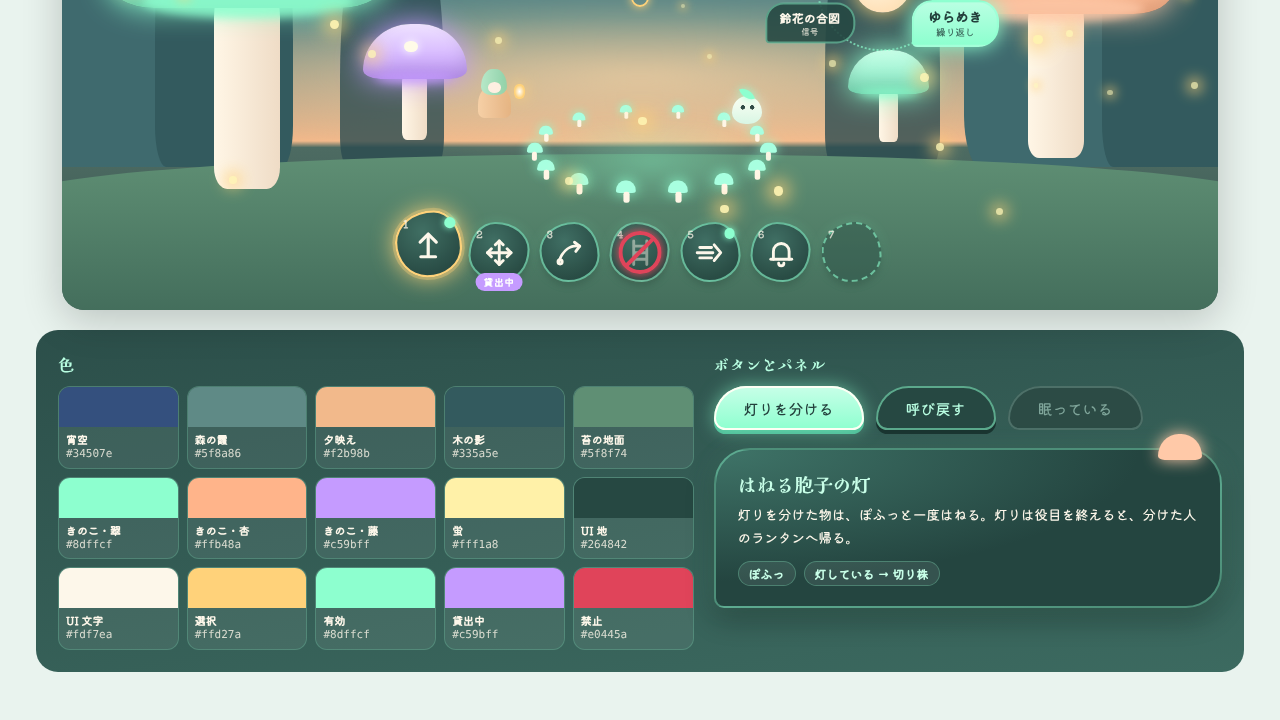 鈴花の合図
信号
ゆらめき
繰り返し
1
2
3
4
5
6
7
貸出中
色
宵空
#34507e
森の靄
#5f8a86
夕映え
#f2b98b
木の影
#335a5e
苔の地面
#5f8f74
きのこ・翠
#8dffcf
きのこ・杏
#ffb48a
きのこ・藤
#c59bff
蛍
#fff1a8
UI 地
#264842
UI 文字
#fdf7ea
選択
#ffd27a
有効
#8dffcf
貸出中
#c59bff
禁止
#e0445a
ボタンとパネル
灯りを分ける
呼び戻す
眠っている
はねる胞子の灯
灯りを分けた物は、ぽふっと一度はねる。灯りは役目を終えると、分けた人
のランタンへ帰る。
ぽふっ
灯している → 切り株